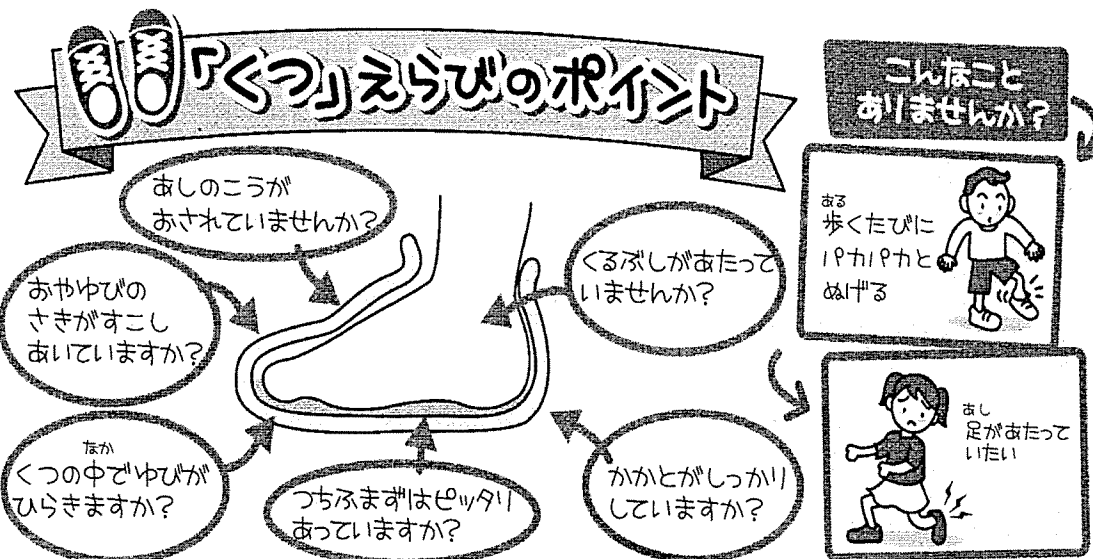 「くつ」えらびのポイント
こんなこと
ありませんか?
あしのこうが
おされていませんか?
おやゆびの
さきがすこし
あいていますか?
くるぶしがあたって
いませんか?
なか
くつの中でゆびが
ひらきますか?
つちふまずはピッタリ
あっていますか?
かかとがしっかり
していますか?
ある
歩くたびに
パカパカと
ぬげる
あし
足があたって
いたい